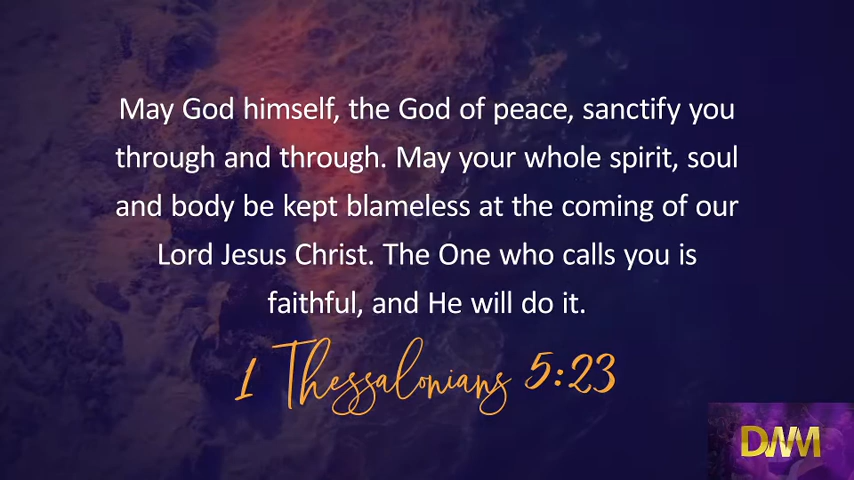 May God himself, the God of peace, sanctify you
through and through. May your whole spirit, soul
and body be kept blameless at the coming of our
Lord Jesus Christ. The One who calls you is
faithful, and He will do it.
1 Thessalonians 5:23
DWM